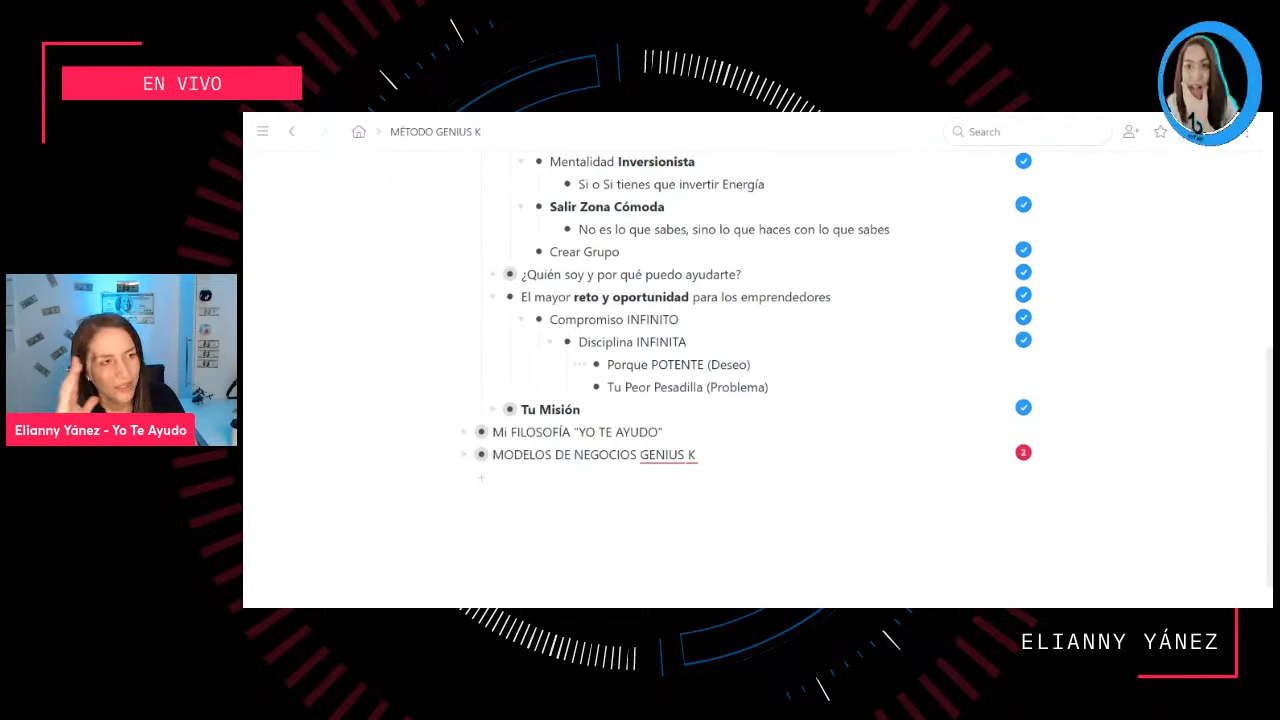 EN VIVO
MÉTODO GENIUS K
Search
Mentalidad Inversionista
Si o Si tienes que invertir Energía
Salir Zona Cómoda
No es lo que sabes, sino lo que haces con lo que sabes
Crear Grupo
¿Quién soy y por qué puedo ayudarte?
El mayor reto y oportunidad para los emprendedores
Compromiso INFINITO
Disciplina INFINITA
Porque POTENTE (Deseo)
Tu Peor Pesadilla (Problema)
Tu Misión
Mi FILOSOFÍA "YO TE AYUDO"
MODELOS DE NEGOCIOS GENIUS K
2
Elianny Yánez - Yo Te Ayudo
ELIANNY YÁNEZ